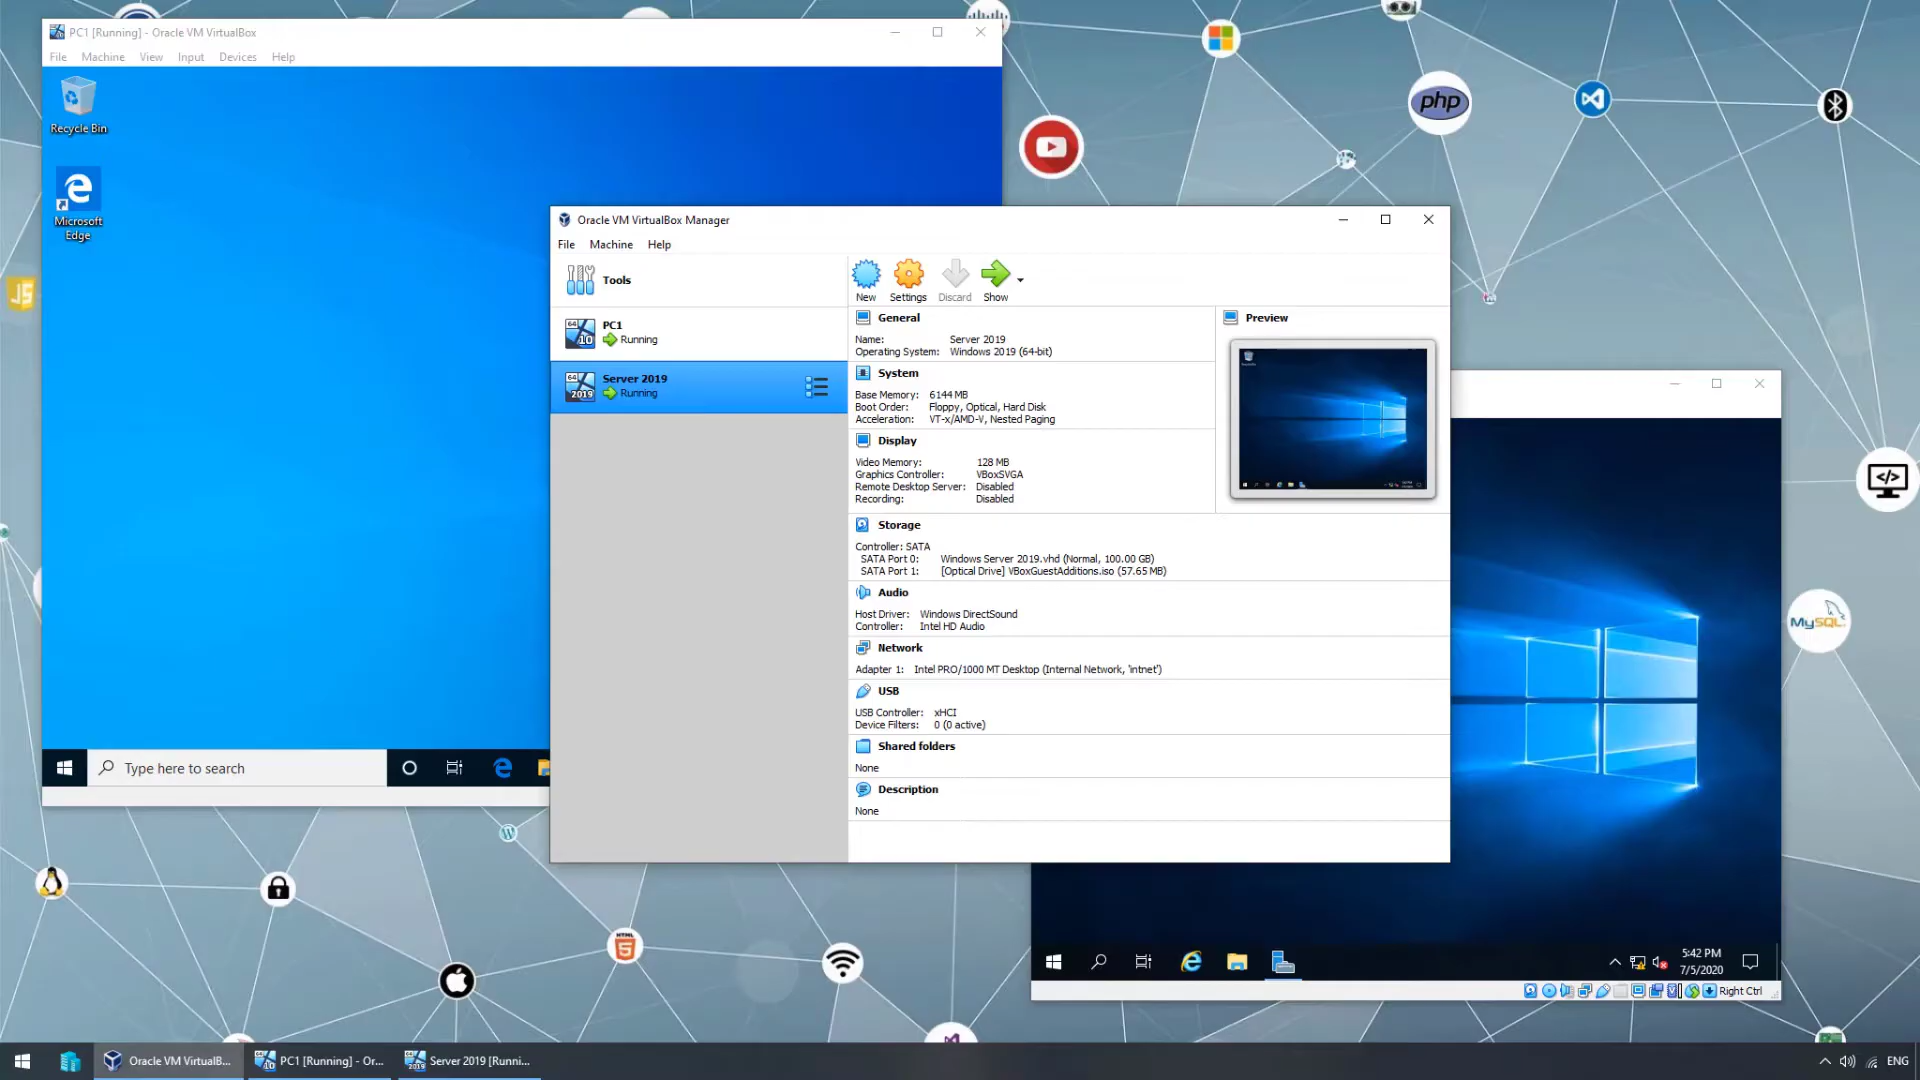 PC1 [Running] - Oracle VM VirtualBox
File Machine View Input Devices Help
Recycle Bin
Microsoft
Edge
Type here to search
php
JS
Oracle VM VirtualBox Manager
File Machine Help
Tools
New Settings Discard Show
64
10
PC1
Running
64
2019
Server 2019
Running
General
Name: Server 2019
Operating System: Windows 2019 (64-bit)
System
Base Memory: 6144 MB
Boot Order: Floppy, Optical, Hard Disk
Acceleration: VT-x/AMD-V, Nested Paging
Display
Video Memory: 128 MB
Graphics Controller: VBoxSVGA
Remote Desktop Server: Disabled
Recording: Disabled
Storage
Controller: SATA
SATA Port 0: Windows Server 2019.vhd (Normal, 100.00 GB)
SATA Port 1: [Optical Drive] VBoxGuestAdditions.iso (57.65 MB)
Audio
Host Driver: Windows DirectSound
Controller: Intel HD Audio
Network
Adapter 1: Intel PRO/1000 MT Desktop (Internal Network, 'intnet')
USB
USB Controller: xHCI
Device Filters: 0 (0 active)
Shared folders
None
Description
None
Preview
</>
MySQL
HTML
5
5:42 PM
7/5/2020
Right Ctrl
Oracle VM VirtualB...
PC1 [Running] - Or...
Server 2019 [Runni...
ENG